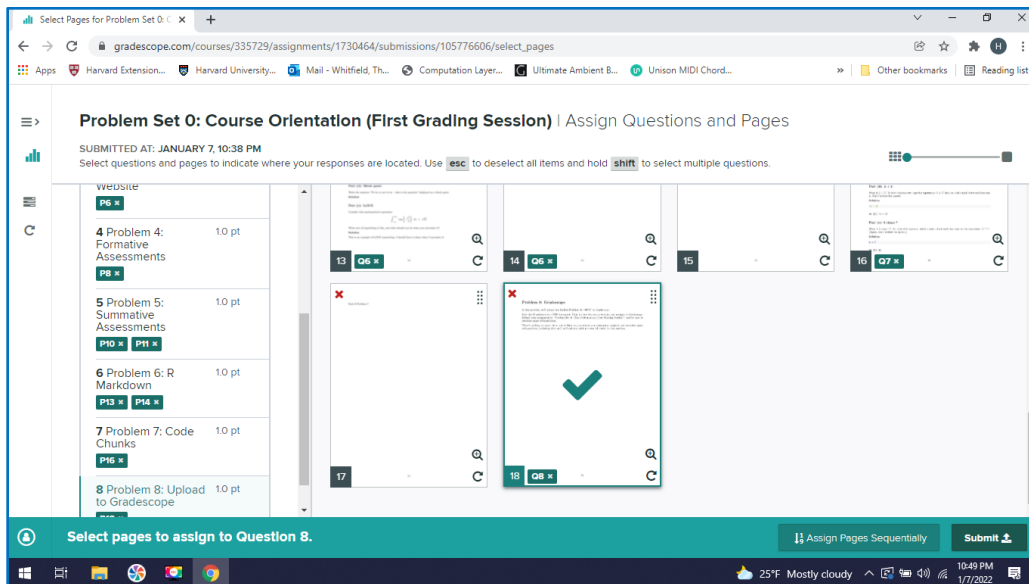 Select Pages for Problem Set 0: C
gradescope.com/courses/335729/assignments/1730464/submissions/105776606/select_pages
H
Apps
Harvard Extension...
Harvard University...
Mail - Whitfield, Th...
Computation Layer...
Ultimate Ambient B...
Unison MIDI Chord...
»
Other bookmarks
Reading list
Problem Set 0: Course Orientation (First Grading Session) | Assign Questions and Pages
SUBMITTED AT: JANUARY 7, 10:38 PM
Select questions and pages to indicate where your responses are located. Use esc to deselect all items and hold shift to select multiple questions.
Website
P6 ×
4 Problem 4: 1.0 pt
Formative
Assessments
P8 ×
5 Problem 5: 1.0 pt
Summative
Assessments
P10 × P11 ×
6 Problem 6: R 1.0 pt
Markdown
P13 × P14 ×
7 Problem 7: Code 1.0 pt
Chunks
P16 ×
8 Problem 8: Upload 1.0 pt
to Gradescope
13 Q6 ×
14 Q6 ×
15
16 Q7 ×
17
Problem 8: Gradescope
18 Q8 ×
Select pages to assign to Question 8.
Assign Pages Sequentially
Submit
25°F Mostly cloudy
10:49 PM
1/7/2022